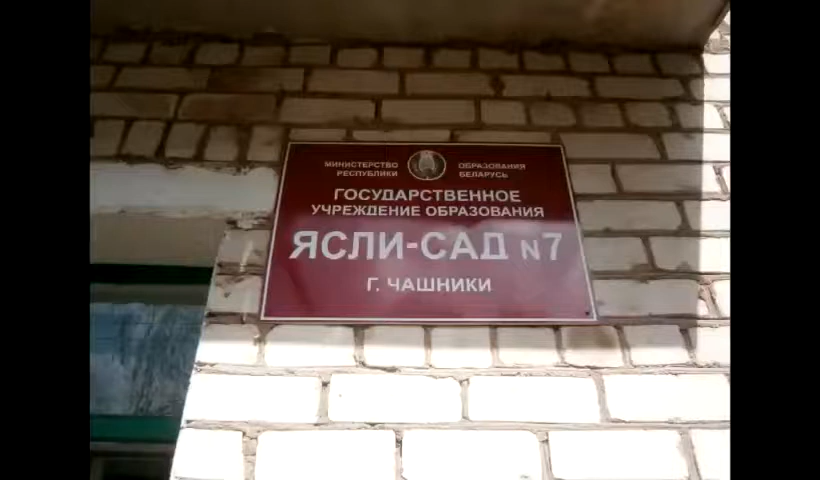 МИНИСТЕРСТВО ОБРАЗОВАНИЯ
РЕСПУБЛИКИ БЕЛАРУСЬ
ГОСУДАРСТВЕННОЕ
УЧРЕЖДЕНИЕ ОБРАЗОВАНИЯ
ЯСЛИ-САД №7
Г. ЧАШНИКИ